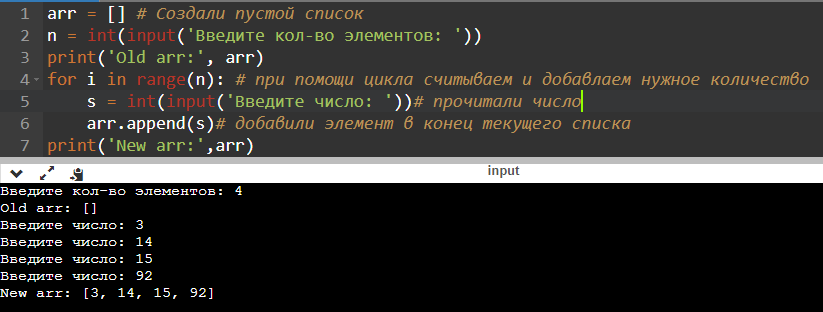 1 arr = [] # Создали пустой список
2 n = int(input('Введите кол-во элементов: '))
3 print('Old arr:', arr)
4 for i in range(n): # при помощи цикла считываем и добавлаем нужное количество
5 s = int(input('Введите число: '))# прочитали число
6 arr.append(s)# добавили элемент в конец текущего списка
7 print('New arr:',arr)
input
Введите кол-во элементов: 4
Old arr: []
Введите число: 3
Введите число: 14
Введите число: 15
Введите число: 92
New arr: [3, 14, 15, 92]